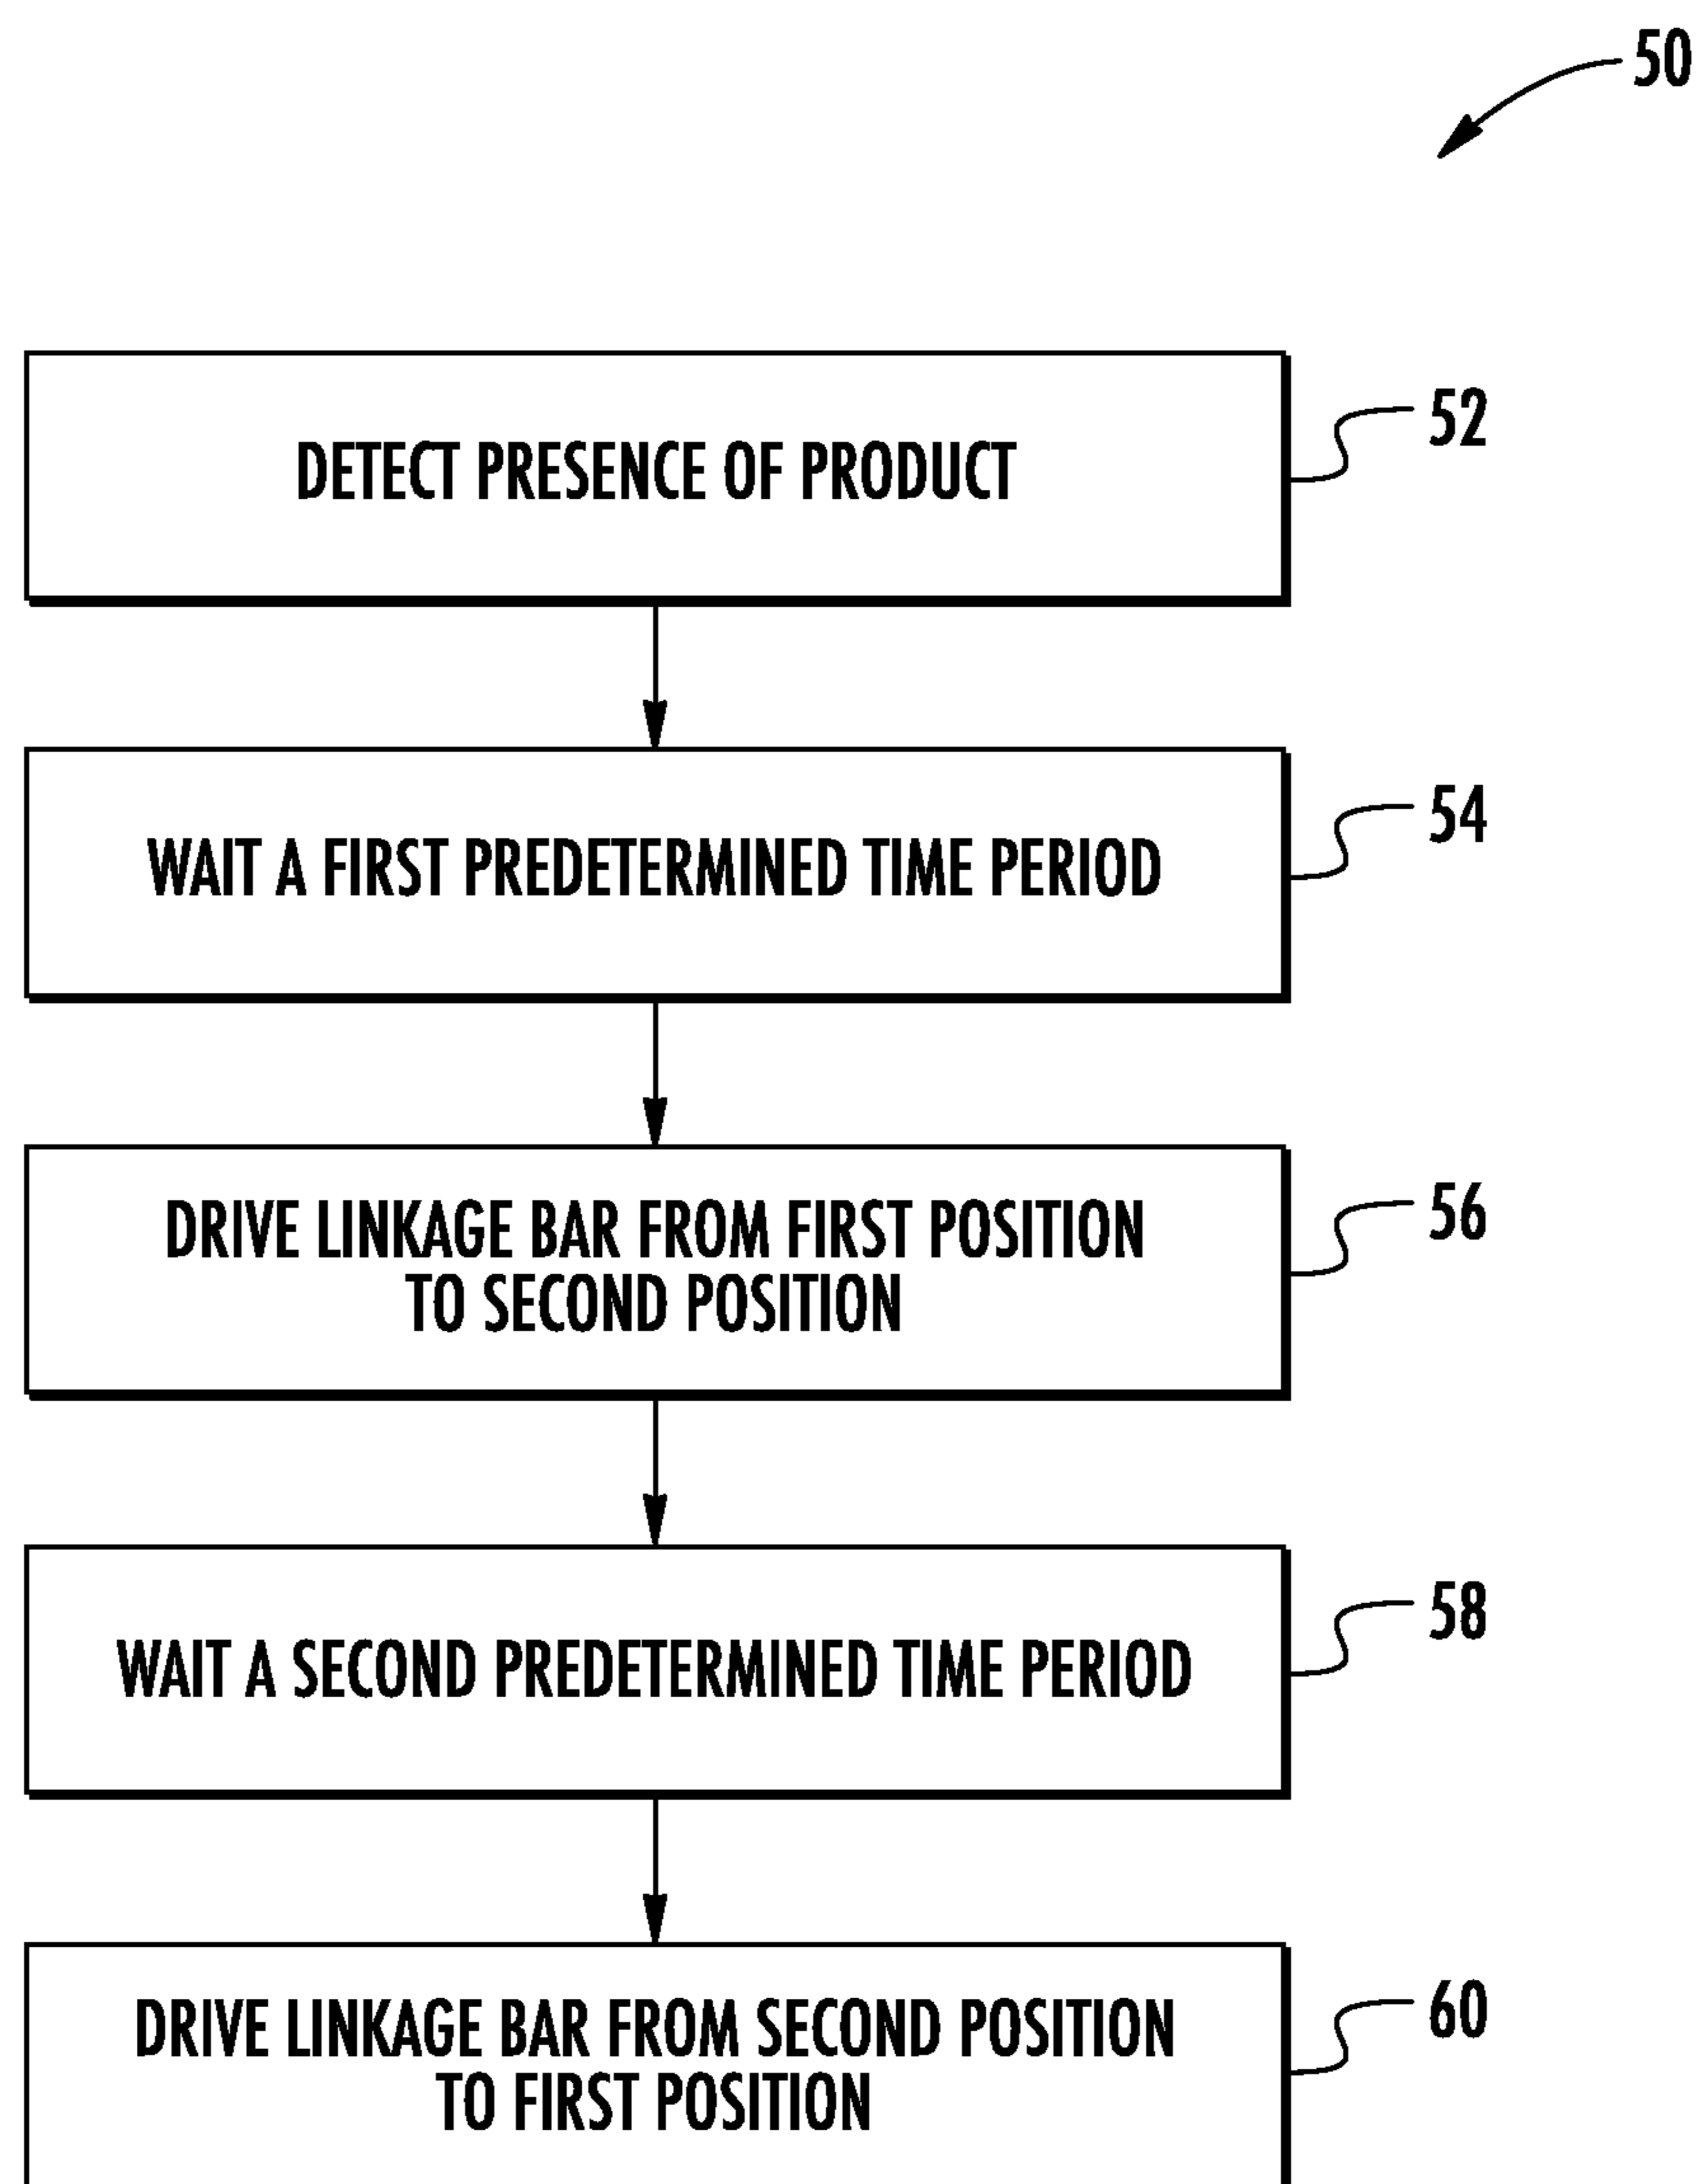 50
DETECT PRESENCE OF PRODUCT
52
WAIT A FIRST PREDETERMINED TIME PERIOD
54
DRIVE LINKAGE BAR FROM FIRST POSITION
TO SECOND POSITION
56
WAIT A SECOND PREDETERMINED TIME PERIOD
58
DRIVE LINKAGE BAR FROM SECOND POSITION
TO FIRST POSITION
60